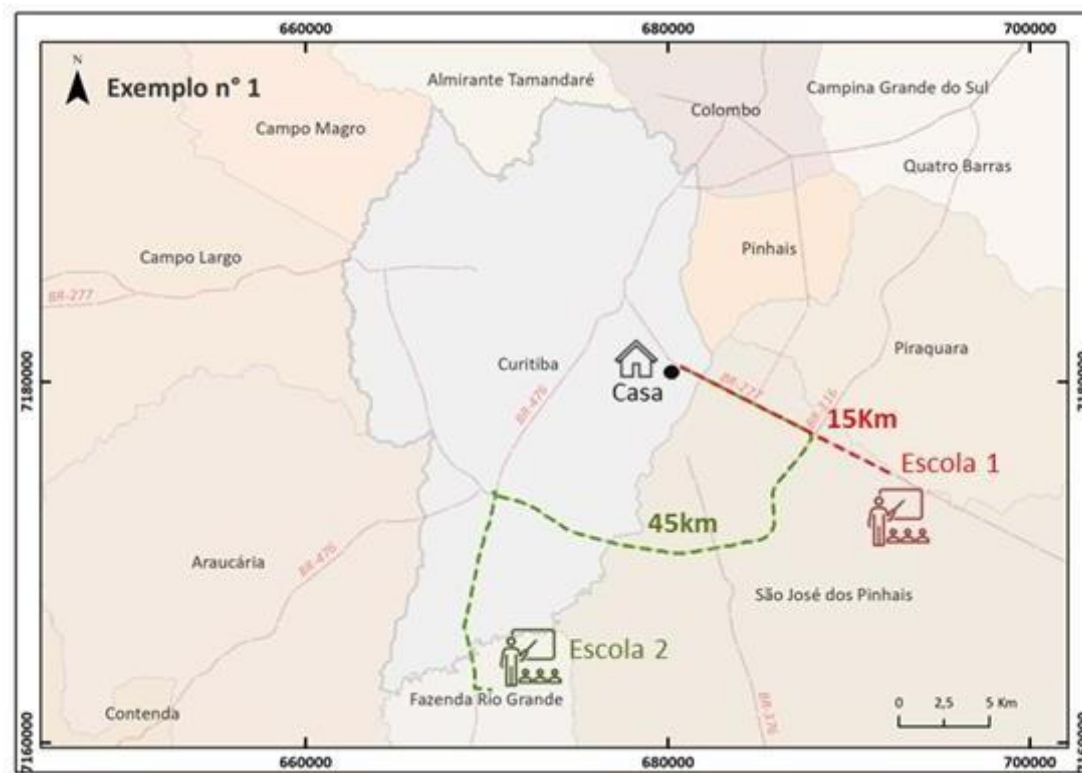 660000
680000
700000
N
Exemplo n° 1
Almirante Tamandaré
Campina Grande do Sul
Colombo
Campo Magro
Quatro Barras
Pinhais
Campo Largo
BR-277
Piraquara
Curitiba
Casa
7180000
7180000
BR-277
BR-116
BR-476
15Km
Escola 1
45km
Araucária
BR-476
São José dos Pinhais
Escola 2
Fazenda Rio Grande
Contenda
BR-376
0 2,5 5 Km
7160000
7160000
660000
680000
700000